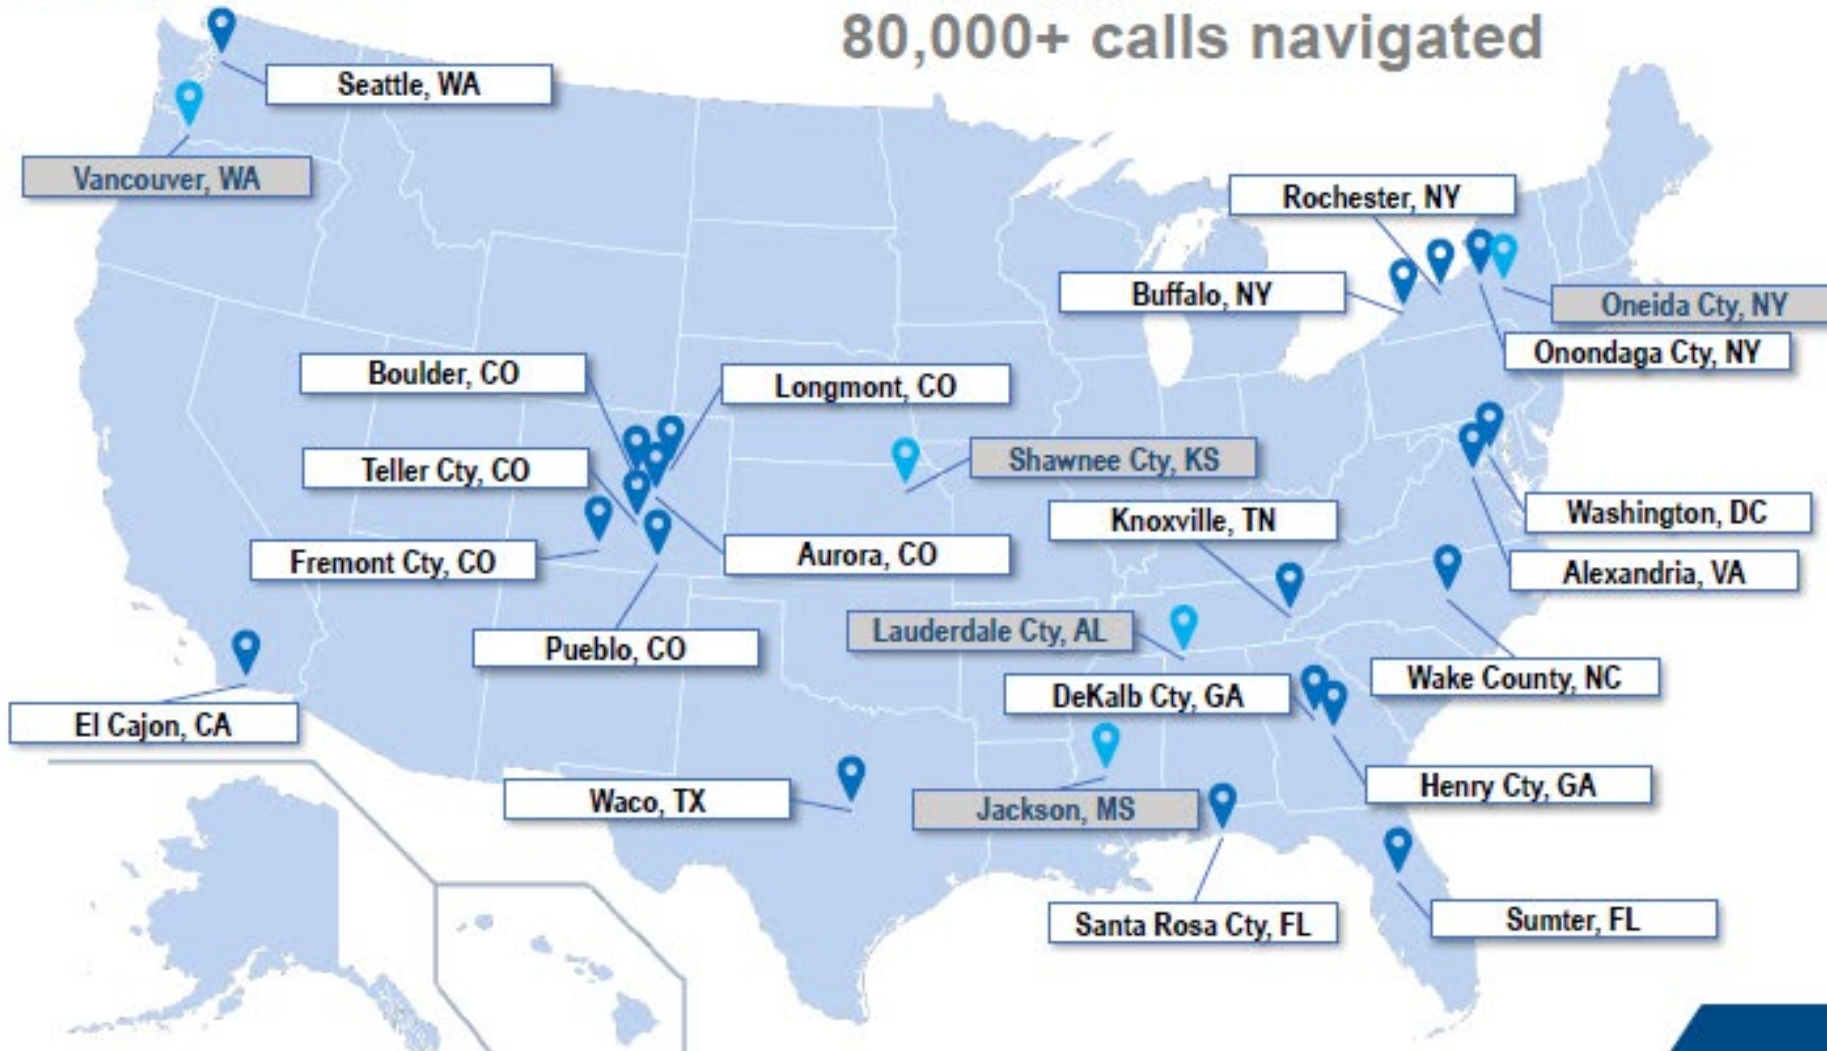 80,000+ calls navigated
Seattle, WA
Vancouver, WA
Rochester, NY
Buffalo, NY
Oneida Cty, NY
Onondaga Cty, NY
Boulder, CO
Longmont, CO
Teller Cty, CO
Shawnee Cty, KS
Knoxville, TN
Washington, DC
Fremont Cty, CO
Aurora, CO
Alexandria, VA
Pueblo, CO
Lauderdale Cty, AL
DeKalb Cty, GA
Wake County, NC
El Cajon, CA
Waco, TX
Jackson, MS
Henry Cty, GA
Santa Rosa Cty, FL
Sumter, FL